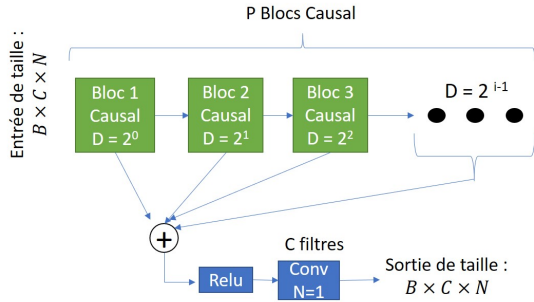 P Blocs Causal
Entrée de taille :
B × C × N
Bloc 1
Causal
D = 2⁰
Bloc 2
Causal
D = 2¹
Bloc 3
Causal
D = 2²
D = 2 ⁱ⁻¹
+
C filtres
Relu
Conv
N=1
Sortie de taille :
B × C × N